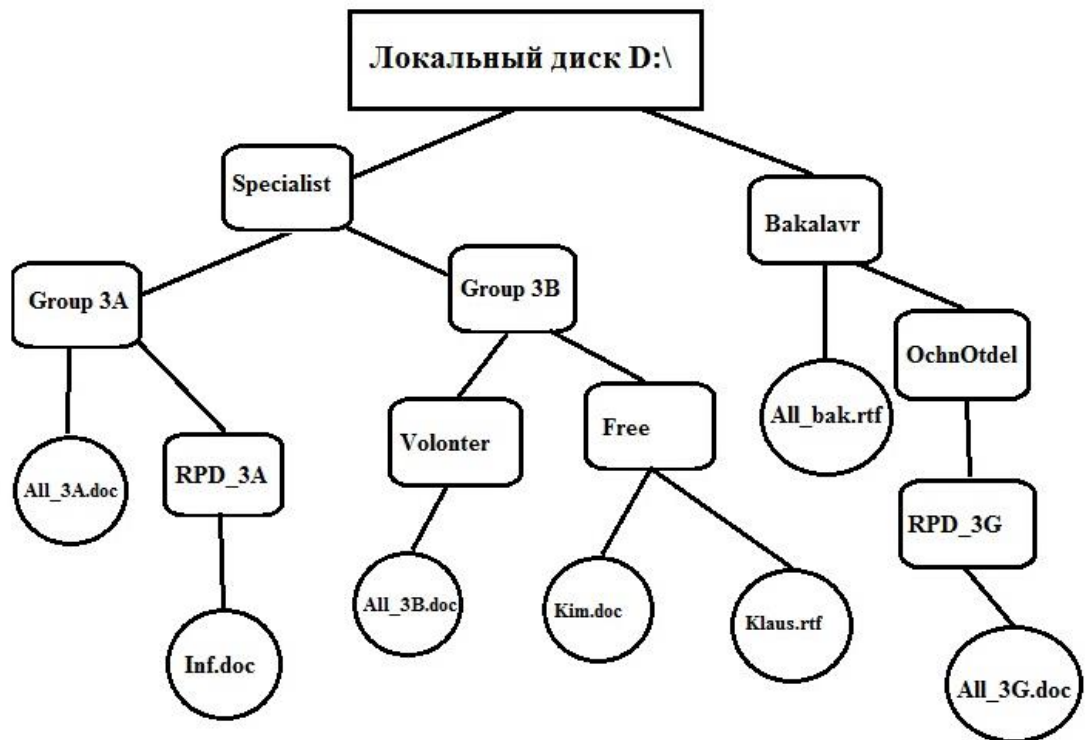 Локальный диск D:\
Specialist
Bakalavr
Group 3A
Group 3B
OchnOtdel
Volonter
Free
All_bak.rtf
All_3A.doc
RPD_3A
RPD_3G
All_3B.doc
Kim.doc
Klaus.rtf
Inf.doc
All_3G.doc